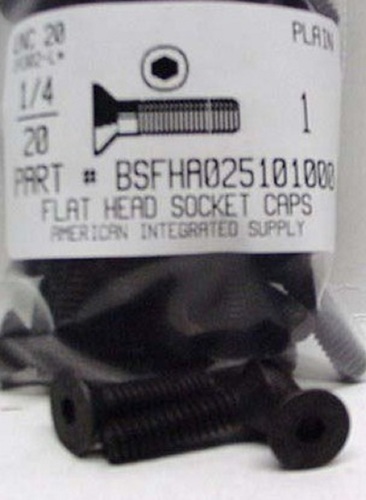 UNC 20
PLAIN
1/4
20
1
PART # BSFHA025101000
FLAT HEAD SOCKET CAPS
AMERICAN INTEGRATED SUPPLY